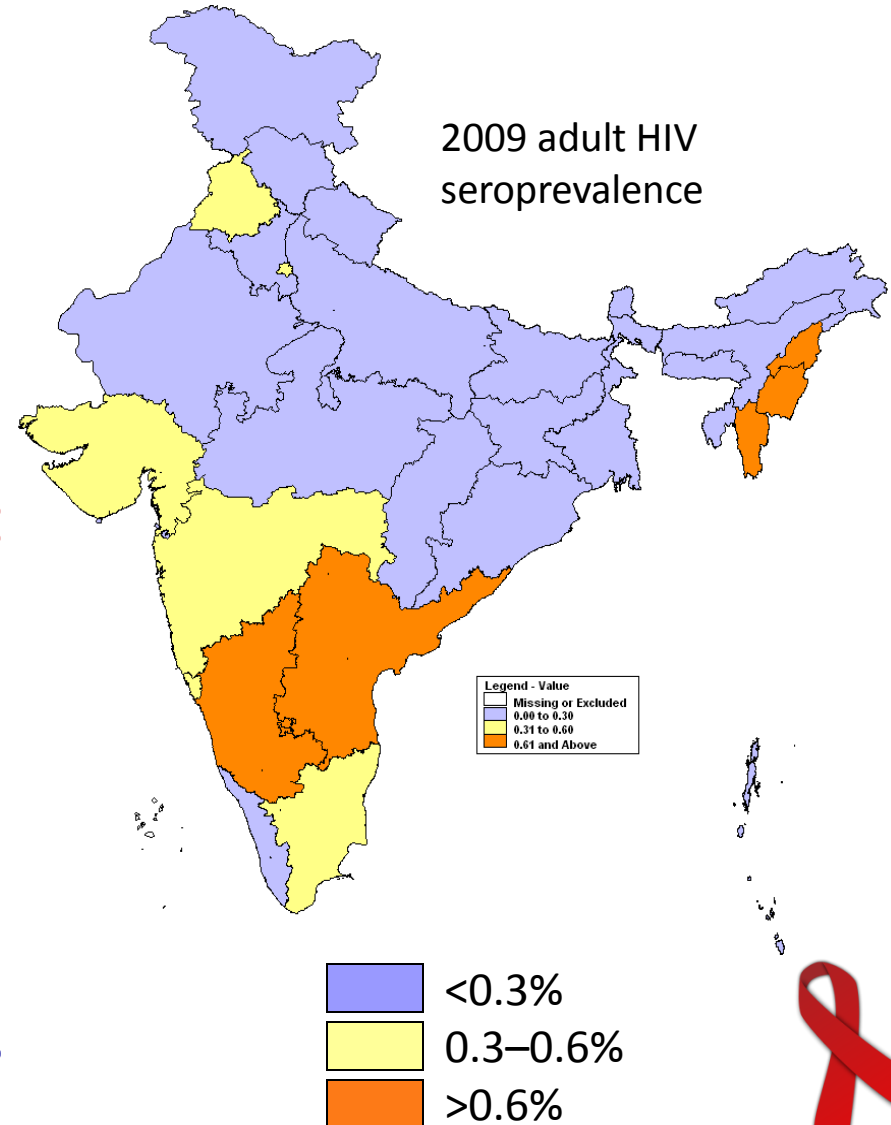 2009 adult HIV
seroprevalence
Legend - Value
Missing or Excluded
0.00 to 0.30
0.31 to 0.60
0.61 and Above
<0.3%
0.3–0.6%
>0.6%